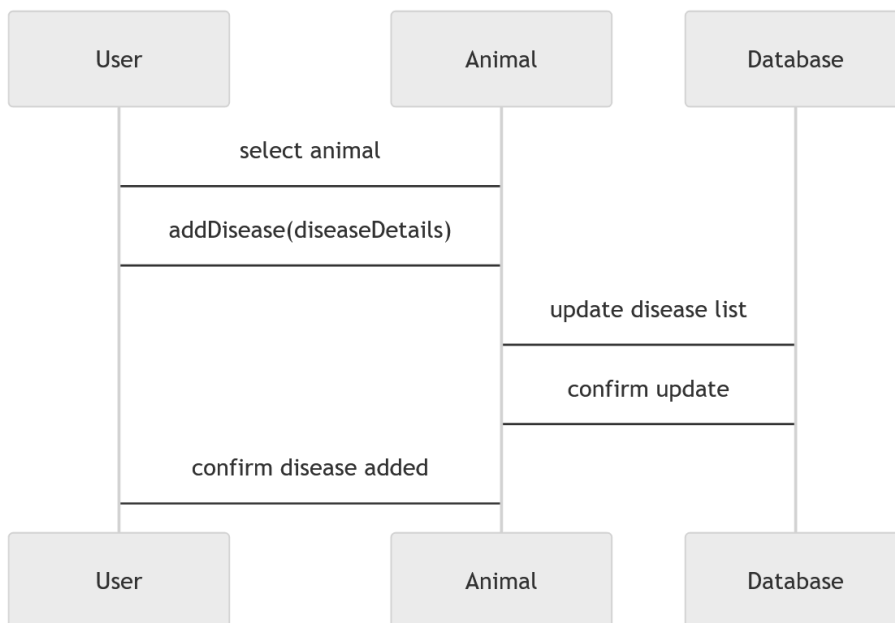 User Animal Database
select animal
addDisease(diseaseDetails)
update disease list
confirm update
confirm disease added
User Animal Database